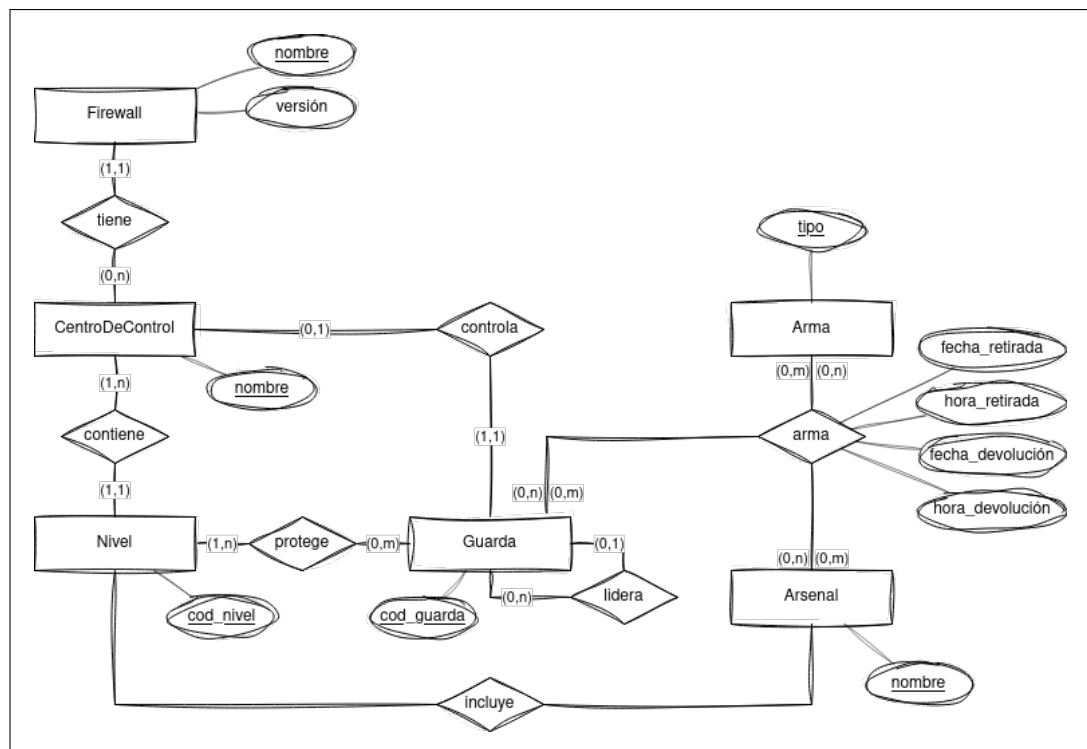 nombre
Firewall
versión
(1,1)
tiene
tipo
(0,n)
CentroDeControl
(0,1)
controla
Arma
fecha_retirada
(1,n)
nombre
(0,m) (0,n)
hora_retirada
contiene
(1,1)
arma
fecha_devolución
(1,1)
(0,n) (0,m)
hora_devolución
Nivel
(1,n)
protege
(0,m)
Guarda
(0,1)
(0,n) (0,m)
cod_nivel
cod_guarda
(0,n)
lidera
Arsenal
incluye
nombre